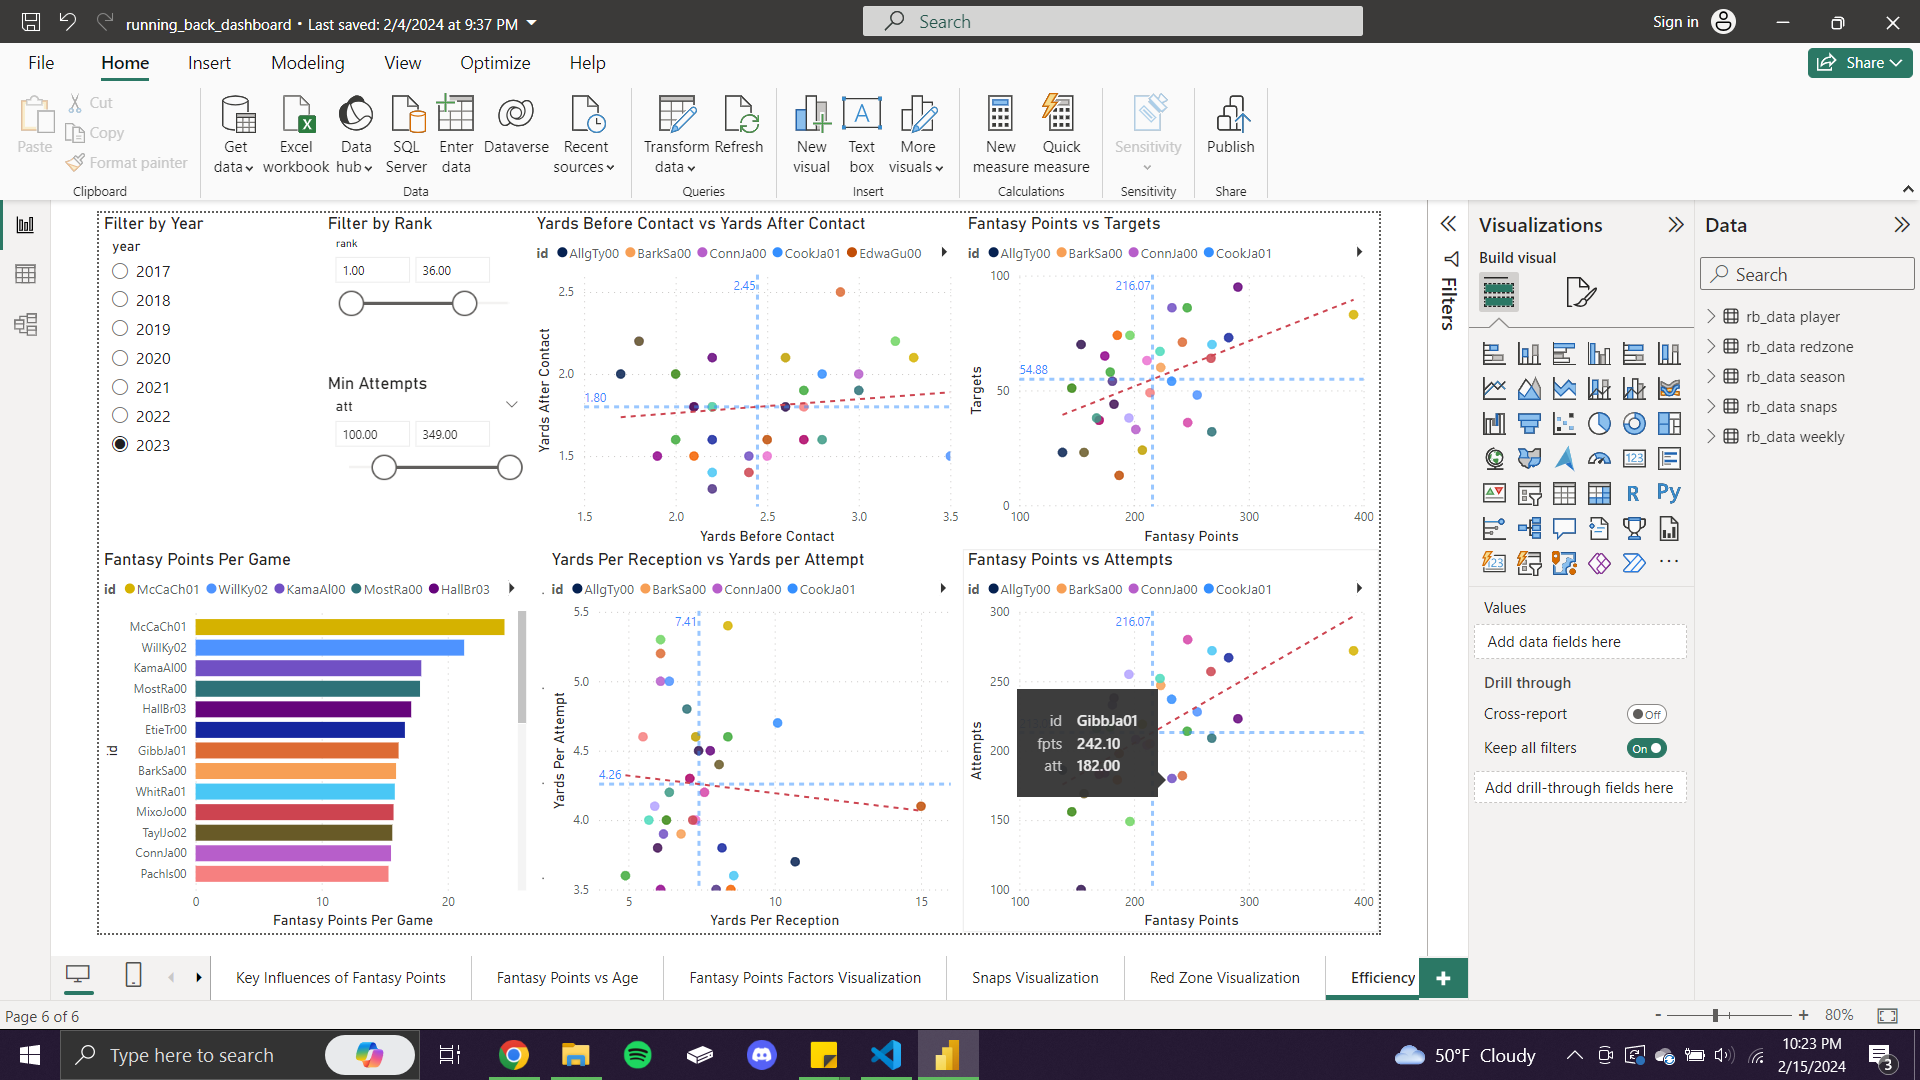 running_back_dashboard • Last saved: 2/4/2024 at 9:37 PM
Search
Sign in
File Home Insert Modeling View Optimize Help
Share
Paste
Cut
Copy
Format painter
Clipboard
Get data
Excel workbook
Data hub
SQL Server
Enter data
Dataverse
Recent sources
Data
Transform data
Refresh
Queries
New visual
Text box
More visuals
Insert
New measure
Quick measure
Calculations
Sensitivity
Sensitivity
Publish
Share
Filter by Year
year
2017
2018
2019
2020
2021
2022
2023
Filter by Rank
rank
1.00 36.00
Min Attempts
att
100.00 349.00
Yards Before Contact vs Yards After Contact
id AllgTy00 BarkSa00 ConnJa00 CookJa01 EdwaGu00
2.45
2.5
2.0
1.80
1.5
Yards After Contact
1.5 2.0 2.5 3.0 3.5
Yards Before Contact
Fantasy Points vs Targets
id AllgTy00 BarkSa00 ConnJa00 CookJa01
216.07
100
54.88
50
0
Targets
100 200 300 400
Fantasy Points
Fantasy Points Per Game
id McCaCh01 WillKy02 KamaAl00 MostRa00 HallBr03
McCaCh01
WillKy02
KamaAl00
MostRa00
HallBr03
EtieTr00
GibbJa01
BarkSa00
WhitRa01
MixoJo00
TaylJo02
ConnJa00
PachIs00
id
0 10 20
Fantasy Points Per Game
Yards Per Reception vs Yards per Attempt
id AllgTy00 BarkSa00 ConnJa00 CookJa01
7.41
5.5
5.0
4.5
4.26
4.0
3.5
Yards Per Attempt
5 10 15
Yards Per Reception
Fantasy Points vs Attempts
id AllgTy00 BarkSa00 ConnJa00 CookJa01
216.07
300
250
200
150
100
Attempts
id GibbJa01
fpts 242.10
att 182.00
100 200 300 400
Fantasy Points
Filters
Visualizations
Build visual
123
R
Py
123
Values
Add data fields here
Drill through
Cross-report Off
Keep all filters On
Add drill-through fields here
Data
Search
rb_data player
rb_data redzone
rb_data season
rb_data snaps
rb_data weekly
Key Influences of Fantasy Points
Fantasy Points vs Age
Fantasy Points Factors Visualization
Snaps Visualization
Red Zone Visualization
Efficiency
Page 6 of 6
- + 80%
Type here to search
50°F Cloudy
10:23 PM
2/15/2024
3